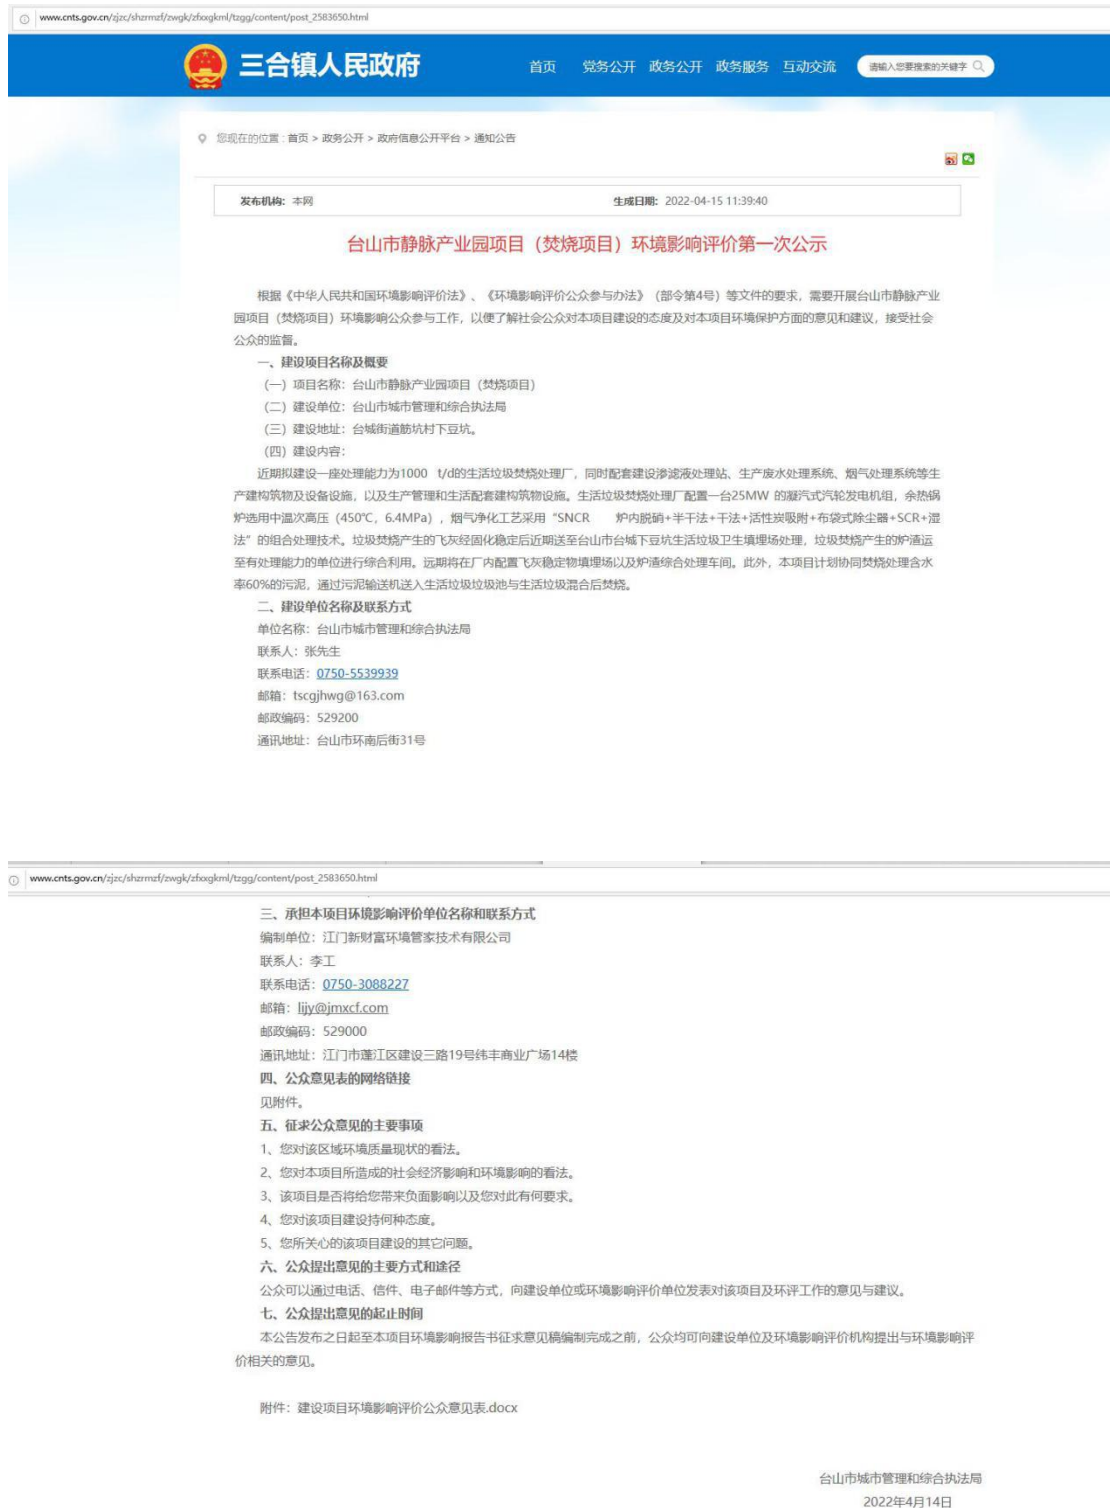 www.cnts.gov.cn/zjzc/shzrmzf/zwgk/zfxxgkml/tzgg/content/post_2583650.html
三合镇人民政府
首页 党务公开 政务公开 政务服务 互动交流 请输入您要搜索的关键字
您现在的位置：首页 > 政务公开 > 政府信息公开平台 > 通知公告
发布机构：本网 生成日期：2022-04-15 11:39:40
台山市静脉产业园项目（焚烧项目）环境影响评价第一次公示
根据《中华人民共和国环境影响评价法》、《环境影响评价公众参与办法》（部令第4号）等文件的要求，需要开展台山市静脉产业
园项目（焚烧项目）环境影响公众参与工作，以便了解社会公众对本项目建设的态度及对本项目环境保护方面的意见和建议，接受社会
公众的监督。
一、建设项目名称及概要
（一）项目名称：台山市静脉产业园项目（焚烧项目）
（二）建设单位：台山市城市管理和综合执法局
（三）建设地址：台城街道筋坑村下豆坑。
（四）建设内容：
近期拟建设一座处理能力为1000 t/d的生活垃圾焚烧处理厂，同时配套建设渗滤液处理站、生产废水处理系统、烟气处理系统等生
产建构筑物及设备设施，以及生产管理和生活配套建构筑物设施。生活垃圾焚烧处理厂配置一台25MW 的凝汽式汽轮发电机组，余热锅
炉选用中温次高压（450℃，6.4MPa），烟气净化工艺采用“SNCR 炉内脱硝+半干法+干法+活性炭吸附+布袋式除尘器+SCR+湿
法”的组合处理技术。垃圾焚烧产生的飞灰经固化稳定后近期送至台山市台城下豆坑生活垃圾卫生填埋场处理，垃圾焚烧产生的炉渣运
至有处理能力的单位进行综合利用。远期将在厂内配置飞灰稳定物填埋场以及炉渣综合处理车间。此外，本项目计划协同焚烧处理含水
率60%的污泥，通过污泥输送机送入生活垃圾垃圾池与生活垃圾混合后焚烧。
二、建设单位名称及联系方式
单位名称：台山市城市管理和综合执法局
联系人：张先生
联系电话：0750-5539939
邮箱：tscgjhwg@163.com
邮政编码：529200
通讯地址：台山市环南后街31号
www.cnts.gov.cn/zjzc/shzrmzf/zwgk/zfxxgkml/tzgg/content/post_2583650.html
三、承担本项目环境影响评价单位名称和联系方式
编制单位：江门新财富环境管家技术有限公司
联系人：李工
联系电话：0750-3088227
邮箱：lijy@jmxcf.com
邮政编码：529000
通讯地址：江门市蓬江区建设三路19号纬丰商业广场14楼
四、公众意见表的网络链接
见附件。
五、征求公众意见的主要事项
1、您对该区域环境质量现状的看法。
2、您对本项目所造成的社会经济影响和环境影响的看法。
3、该项目是否将给您带来负面影响以及您对此有何要求。
4、您对该项目建设持何种态度。
5、您所关心的该项目建设的其它问题。
六、公众提出意见的主要方式和途径
公众可以通过电话、信件、电子邮件等方式，向建设单位或环境影响评价单位发表对该项目及环评工作的意见与建议。
七、公众提出意见的起止时间
本公告发布之日起至本项目环境影响报告书征求意见稿编制完成之前，公众均可向建设单位及环境影响评价机构提出与环境影响评
价相关的意见。
附件：建设项目环境影响评价公众意见表.docx
台山市城市管理和综合执法局
2022年4月14日